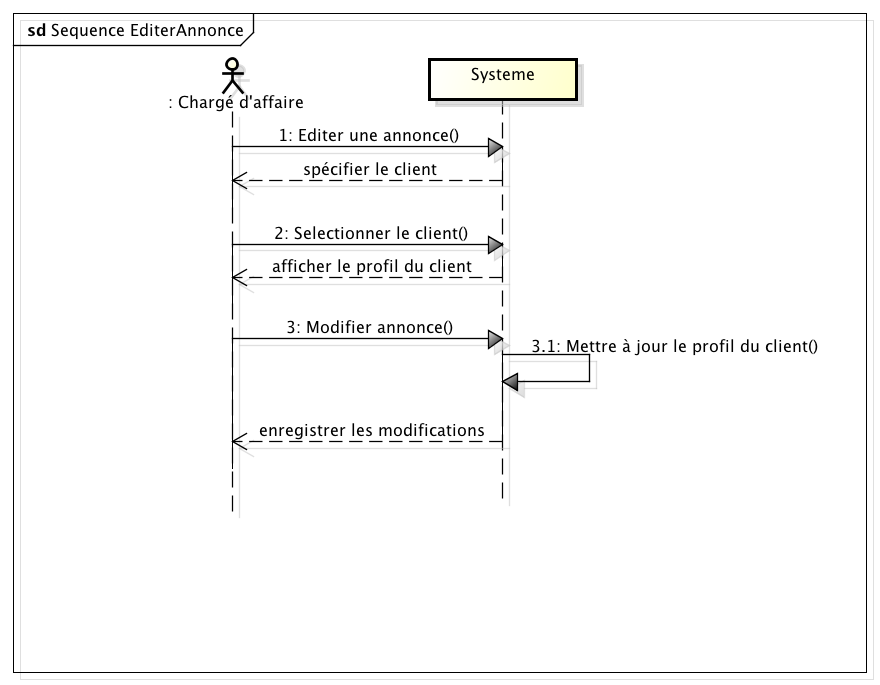 sd Sequence EditerAnnonce
: Chargé d'affaire
Systeme
1: Editer une annonce()
spécifier le client
2: Selectionner le client()
afficher le profil du client
3: Modifier annonce()
3.1: Mettre à jour le profil du client()
enregistrer les modifications